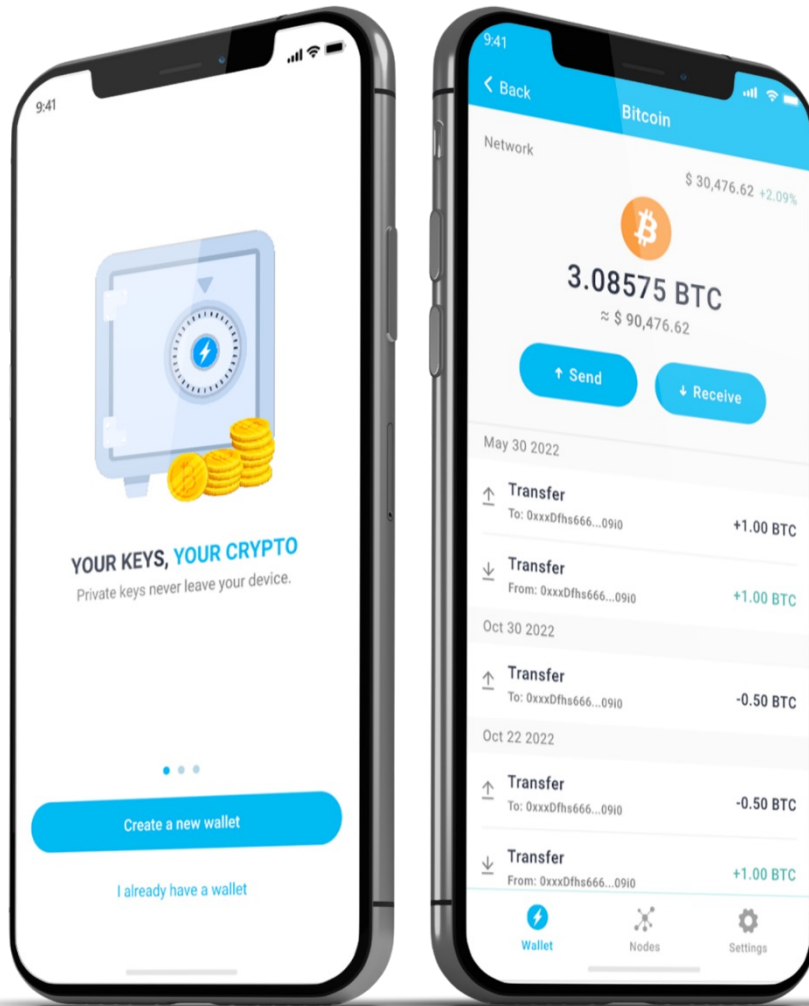 9:41
YOUR KEYS, YOUR CRYPTO
Private keys never leave your device.
Create a new wallet
I already have a wallet
9:41
Back
Bitcoin
Network
$ 30,476.62 +2.09%
3.08575 BTC
≈ $ 90,476.62
↑ Send
↓ Receive
May 30 2022
Transfer
To: 0xxxDfhs666...09i0
+1.00 BTC
Transfer
From: 0xxxDfhs666...09i0
+1.00 BTC
Oct 30 2022
Transfer
To: 0xxxDfhs666...09i0
-0.50 BTC
Oct 22 2022
Transfer
To: 0xxxDfhs666...09i0
-0.50 BTC
Transfer
From: 0xxxDfhs666...09i0
+1.00 BTC
Wallet
Nodes
Settings